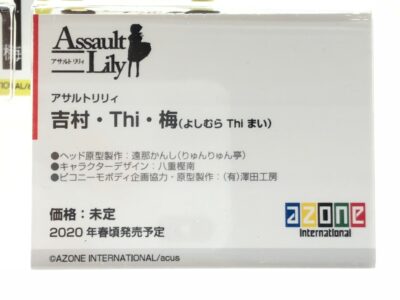 Assault
アサルトリリィ
Lily
アサルトリリィ
吉村・Thi・梅(よしむら Thi まい)
●ヘッド原型製作：遠那かんし(りゅんりゅん亭)
●キャラクターデザイン：八重樫南
●ピコニーモボディ企画協力・原型製作：(有)澤田工房
価格：未定
2020 年春頃発売予定
azone
international
©AZONE INTERNATIONAL/acus